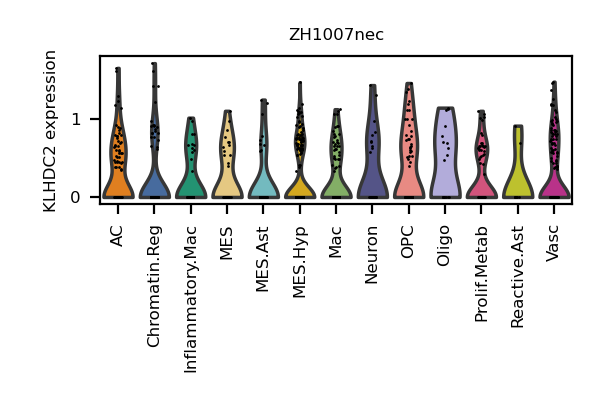 ZH1007nec
KLHDC2 expression
1
0
AC
Chromatin.Reg
Inflammatory.Mac
MES
MES.Ast
MES.Hyp
Mac
Neuron
OPC
Oligo
Prolif.Metab
Reactive.Ast
Vasc